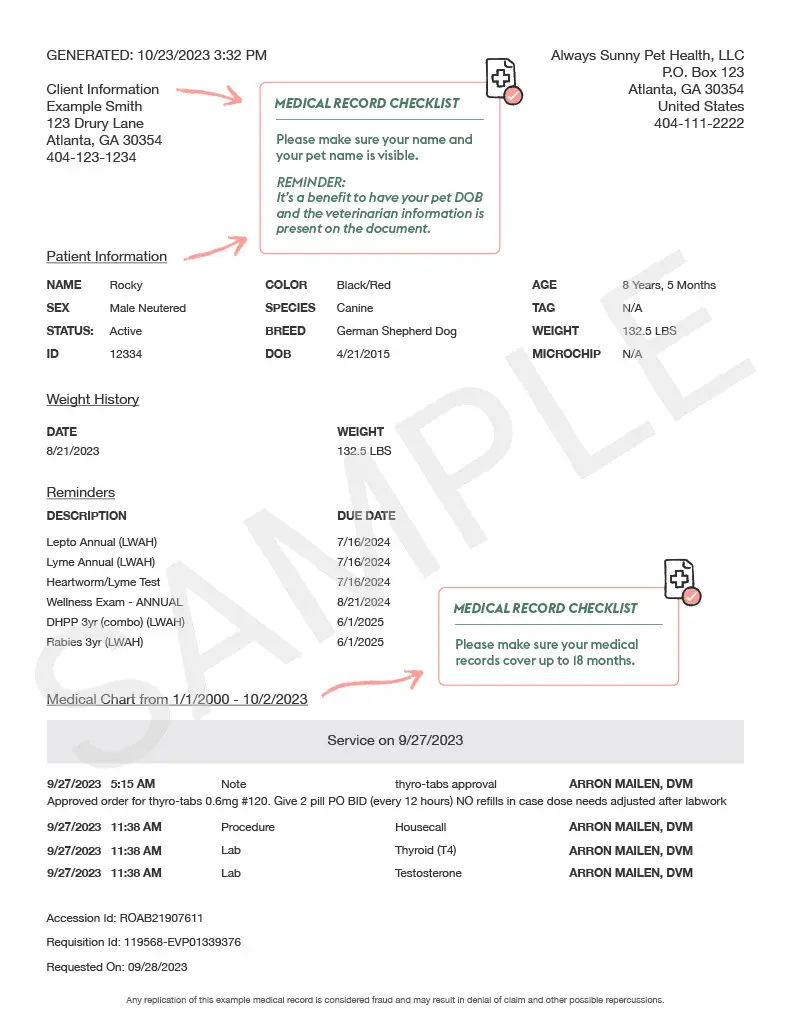 GENERATED: 10/23/2023 3:32 PM
Always Sunny Pet Health, LLC
P.O. Box 123
Atlanta, GA 30354
United States
404-111-2222
Client Information
Example Smith
123 Drury Lane
Atlanta, GA 30354
404-123-1234
MEDICAL RECORD CHECKLIST
Please make sure your name and
your pet name is visible.
REMINDER:
It's a benefit to have your pet DOB
and the veterinarian information is
present on the document.
Patient Information
NAME Rocky COLOR Black/Red AGE 8 Years, 5 Months
SEX Male Neutered SPECIES Canine TAG N/A
STATUS: Active BREED German Shepherd Dog WEIGHT 132.5 LBS
ID 12334 DOB 4/21/2015 MICROCHIP N/A
Weight History
DATE WEIGHT
8/21/2023 132.5 LBS
Reminders
DESCRIPTION DUE DATE
Lepto Annual (LWAH) 7/16/2024
Lyme Annual (LWAH) 7/16/2024
Heartworm/Lyme Test 7/16/2024
Wellness Exam - ANNUAL 8/21/2024
DHPP 3yr (combo) (LWAH) 6/1/2025
Rabies 3yr (LWAH) 6/1/2025
MEDICAL RECORD CHECKLIST
Please make sure your medical
records cover up to 18 months.
Medical Chart from 1/1/2000 - 10/2/2023
Service on 9/27/2023
9/27/2023 5:15 AM Note thyro-tabs approval ARRON MAILEN, DVM
Approved order for thyro-tabs 0.6mg #120. Give 2 pill PO BID (every 12 hours) NO refills in case dose needs adjusted after labwork
9/27/2023 11:38 AM Procedure Housecall ARRON MAILEN, DVM
9/27/2023 11:38 AM Lab Thyroid (T4) ARRON MAILEN, DVM
9/27/2023 11:38 AM Lab Testosterone ARRON MAILEN, DVM
Accession Id: ROAB21907611
Requisition Id: 119568-EVP01339376
Requested On: 09/28/2023
Any replication of this example medical record is considered fraud and may result in denial of claim and other possible repercussions.
SAMPLE